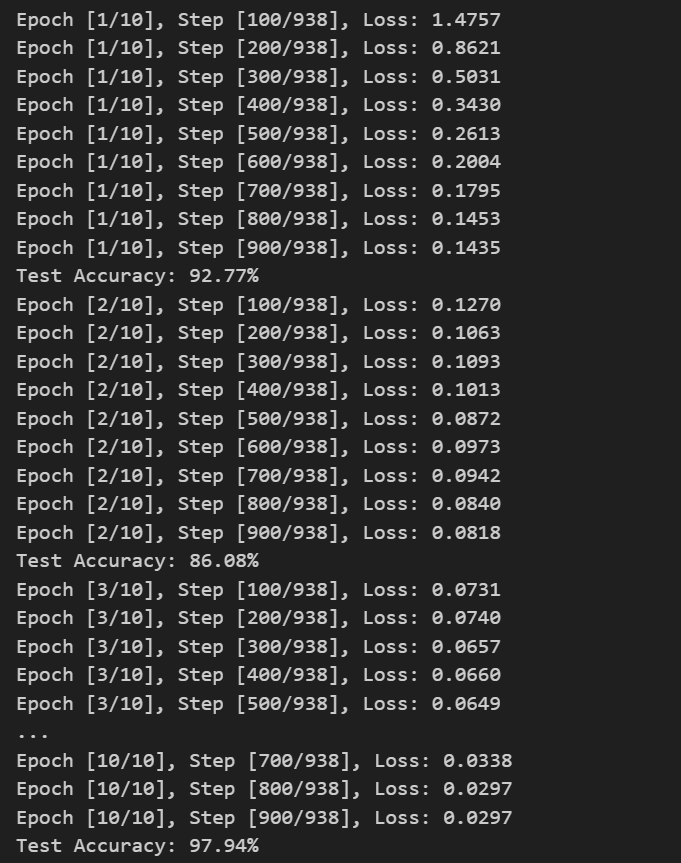 Epoch [1/10], Step [100/938], Loss: 1.4757
Epoch [1/10], Step [200/938], Loss: 0.8621
Epoch [1/10], Step [300/938], Loss: 0.5031
Epoch [1/10], Step [400/938], Loss: 0.3430
Epoch [1/10], Step [500/938], Loss: 0.2613
Epoch [1/10], Step [600/938], Loss: 0.2004
Epoch [1/10], Step [700/938], Loss: 0.1795
Epoch [1/10], Step [800/938], Loss: 0.1453
Epoch [1/10], Step [900/938], Loss: 0.1435
Test Accuracy: 92.77%
Epoch [2/10], Step [100/938], Loss: 0.1270
Epoch [2/10], Step [200/938], Loss: 0.1063
Epoch [2/10], Step [300/938], Loss: 0.1093
Epoch [2/10], Step [400/938], Loss: 0.1013
Epoch [2/10], Step [500/938], Loss: 0.0872
Epoch [2/10], Step [600/938], Loss: 0.0973
Epoch [2/10], Step [700/938], Loss: 0.0942
Epoch [2/10], Step [800/938], Loss: 0.0840
Epoch [2/10], Step [900/938], Loss: 0.0818
Test Accuracy: 86.08%
Epoch [3/10], Step [100/938], Loss: 0.0731
Epoch [3/10], Step [200/938], Loss: 0.0740
Epoch [3/10], Step [300/938], Loss: 0.0657
Epoch [3/10], Step [400/938], Loss: 0.0660
Epoch [3/10], Step [500/938], Loss: 0.0649
...
Epoch [10/10], Step [700/938], Loss: 0.0338
Epoch [10/10], Step [800/938], Loss: 0.0297
Epoch [10/10], Step [900/938], Loss: 0.0297
Test Accuracy: 97.94%